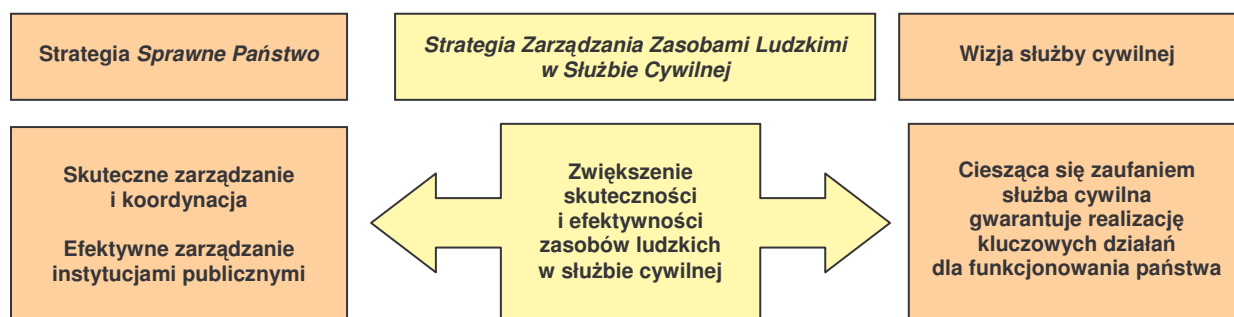 Strategia Sprawne Państwo
Strategia Zarządzania Zasobami Ludzkimi
w Służbie Cywilnej
Wizja służby cywilnej
Skuteczne zarządzanie
i koordynacja
Efektywne zarządzanie
instytucjami publicznymi
Zwiększenie
skuteczności
i efektywności
zasobów ludzkich
w służbie cywilnej
Ciesząca się zaufaniem
służba cywilna
gwarantuje realizację
kluczowych działań
dla funkcjonowania państwa